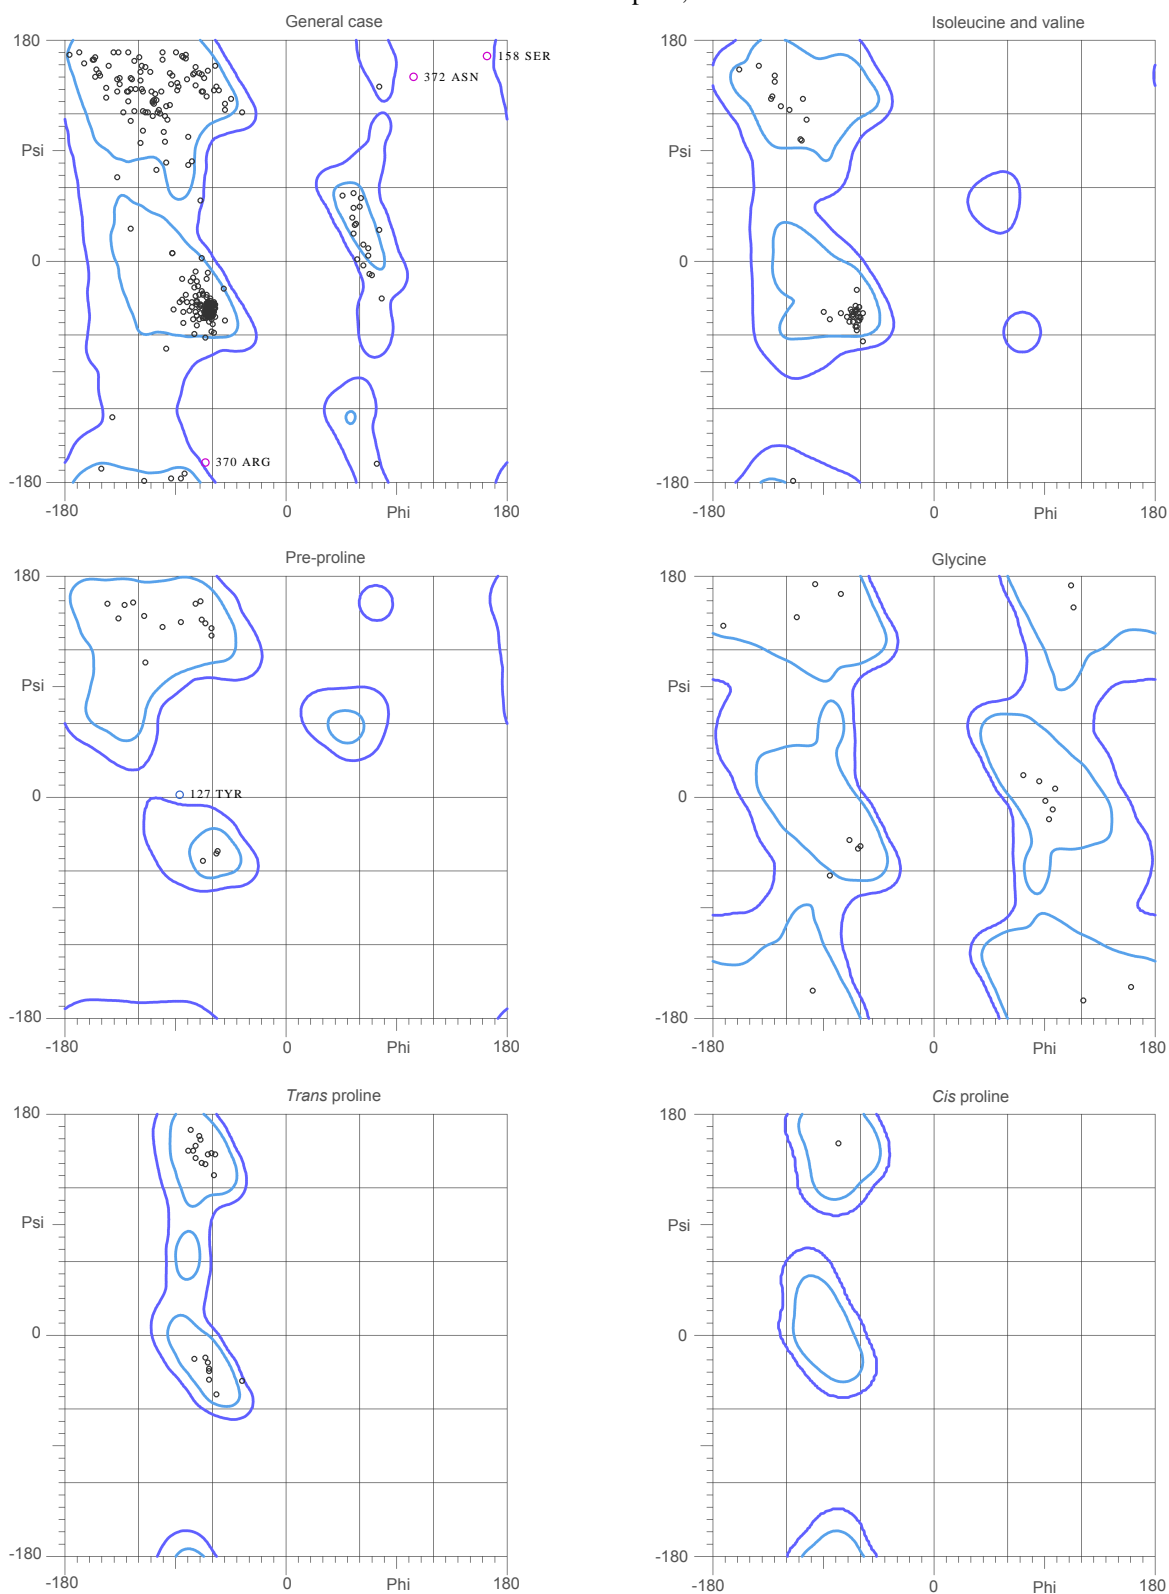 General case
180
158 SER
372 ASN
Psi
0
370 ARG
-180
-180
0
Phi
180
Isoleucine and valine
180
Psi
0
-180
-180
0
Phi
180
Pre-proline
180
Psi
0
127 TYR
-180
-180
0
Phi
180
Glycine
180
Psi
0
-180
-180
0
Phi
180
Trans proline
180
Psi
0
-180
-180
0
Phi
180
Cis proline
180
Psi
0
-180
-180
0
Phi
180